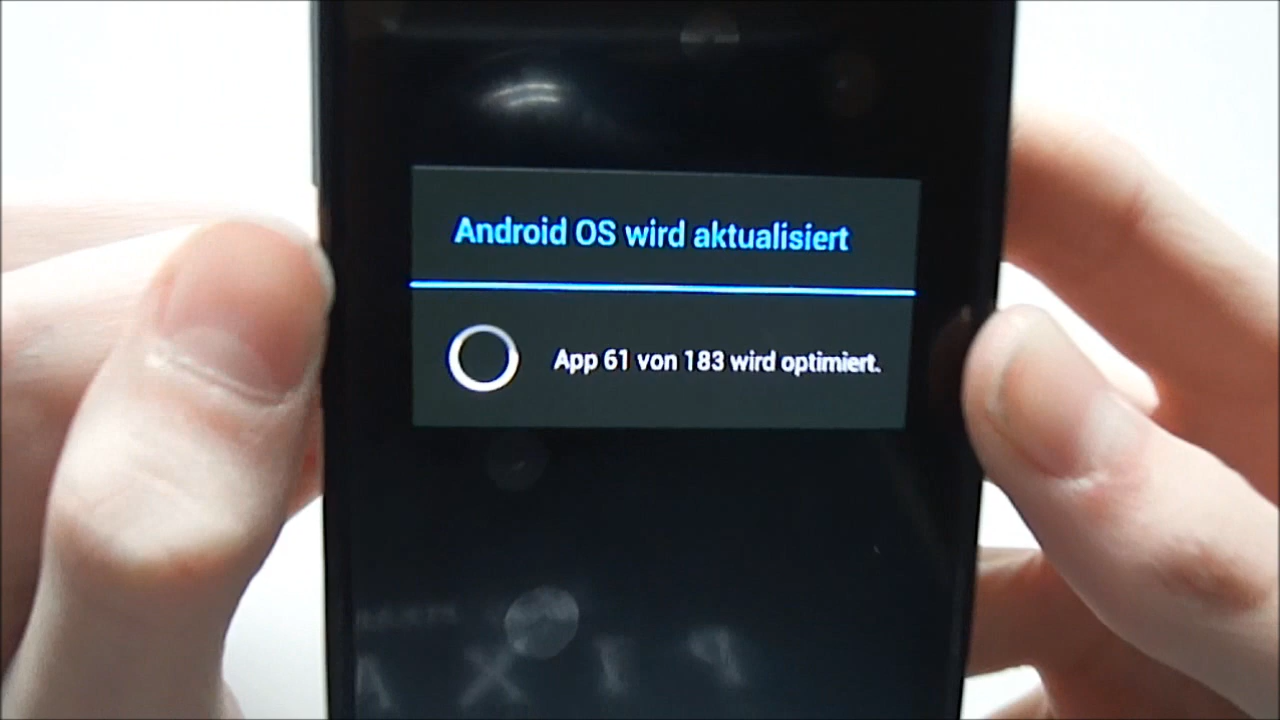 Android OS wird aktualisiert
App 61 von 183 wird optimiert.